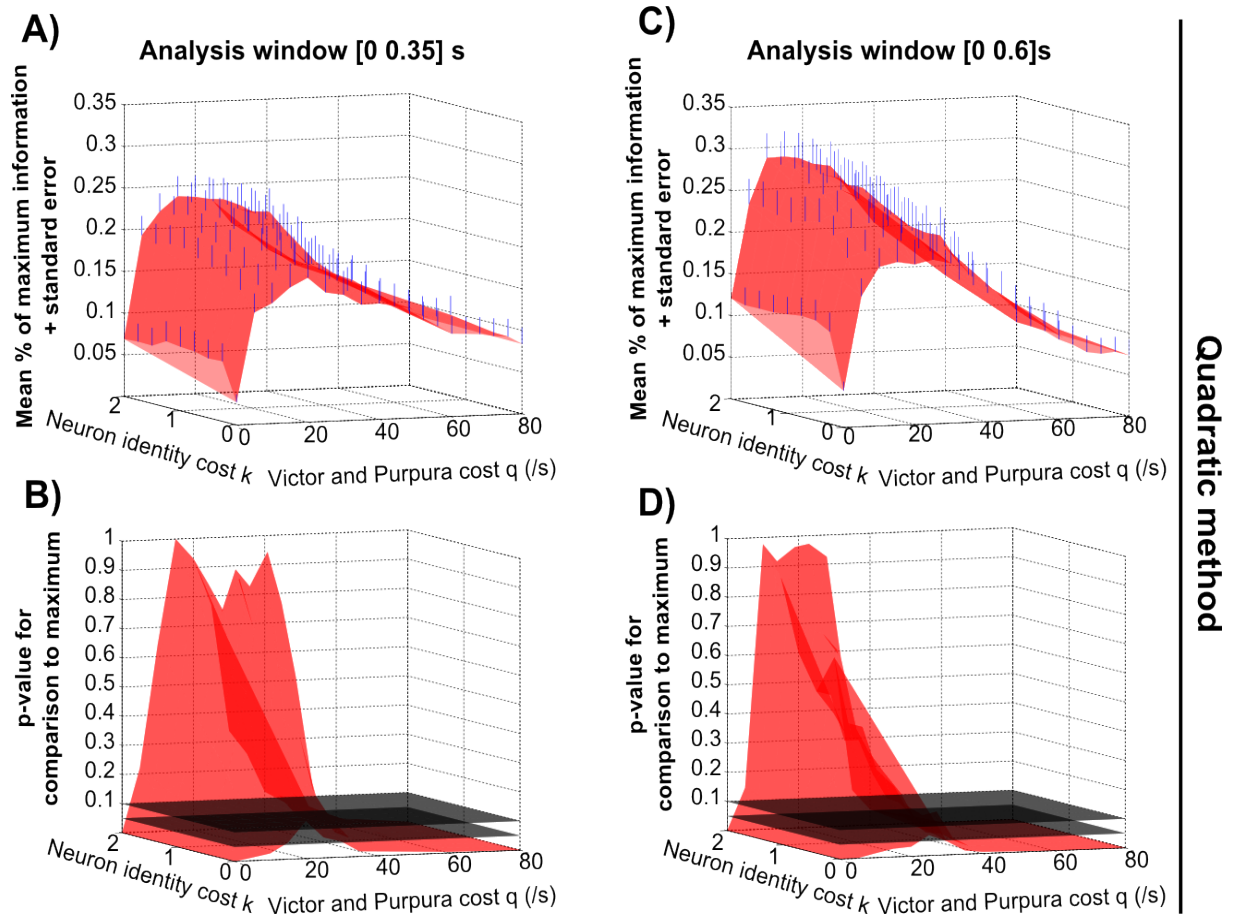 A)
Analysis window [0 0.35] s
Mean % of maximum information
+ standard error
0.35
0.3
0.25
0.2
0.15
0.1
0.05
2
1
0
Neuron identity cost k
0
20
40
60
80
Victor and Purpura cost q (/s)
C)
Analysis window [0 0.6]s
Mean % of maximum information
+ standard error
0.35
0.3
0.25
0.2
0.15
0.1
0.05
2
1
0
Neuron identity cost k
0
20
40
60
80
Victor and Purpura cost q (/s)
B)
p-value for
comparison to maximum
1
0.9
0.8
0.7
0.6
0.5
0.4
0.3
0.2
0.1
2
1
0
Neuron identity cost k
0
20
40
60
80
Victor and Purpura cost q (/s)
D)
p-value for
comparison to maximum
1
0.9
0.8
0.7
0.6
0.5
0.4
0.3
0.2
0.1
2
1
0
Neuron identity cost k
0
20
40
60
80
Victor and Purpura cost q (/s)
Quadratic method